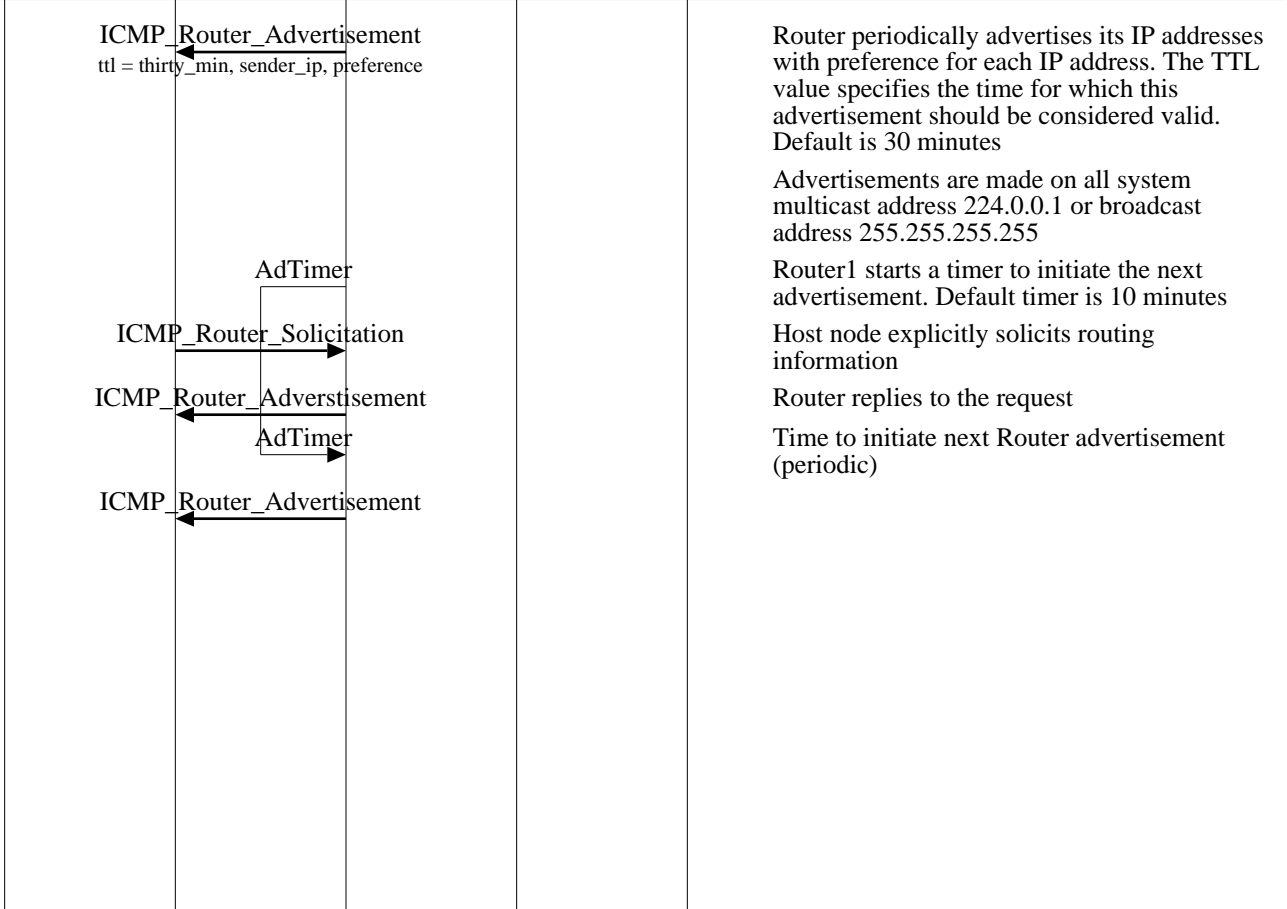 ICMP_Router_Advertisement
ttl = thirty_min, sender_ip, preference
Router periodically advertises its IP addresses
with preference for each IP address. The TTL
value specifies the time for which this
advertisement should be considered valid.
Default is 30 minutes
Advertisements are made on all system
multicast address 224.0.0.1 or broadcast
address 255.255.255.255
AdTimer
Router1 starts a timer to initiate the next
advertisement. Default timer is 10 minutes
ICMP_Router_Solicitation
Host node explicitly solicits routing
information
ICMP_Router_Adverstisement
Router replies to the request
AdTimer
Time to initiate next Router advertisement
(periodic)
ICMP_Router_Advertisement